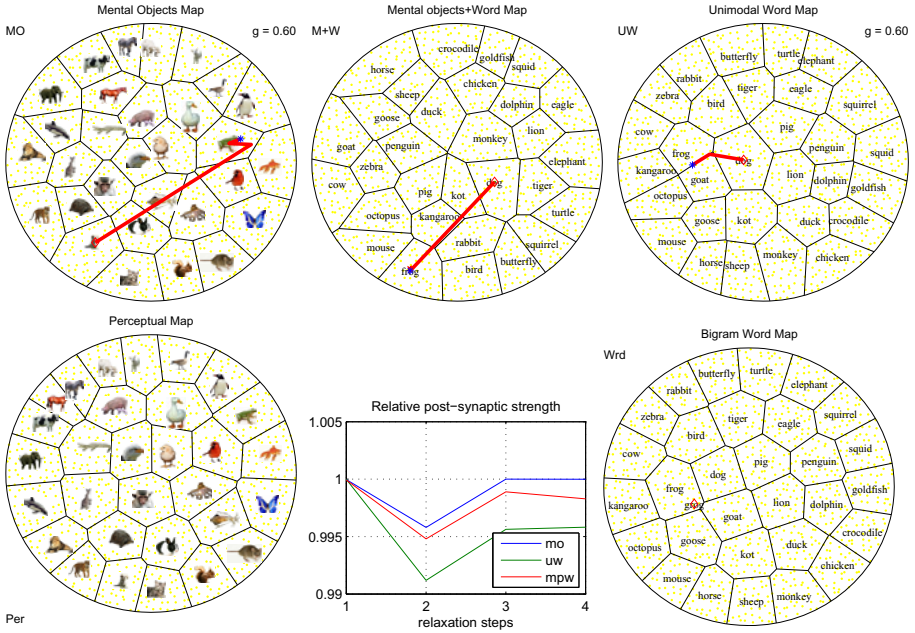 Mental Objects Map
MO
g = 0.60
Mental objects+Word Map
M+W
crocodile
goldfish
squid
horse
chicken
sheep
dolphin
eagle
goose
duck
lion
monkey
penguin
goat
zebra
elephant
cow
dog
tiger
pig
kot
octopus
kangaroo
turtle
mouse
rabbit
squirrel
butterfly
frog
bird
Unimodal Word Map
UW
g = 0.60
butterfly
turtle
elephant
rabbit
tiger
eagle
zebra
bird
squirrel
cow
pig
frog
dog
penguin
squid
kangaroo
goat
lion
dolphin
goldfish
octopus
goose
kot
duck
crocodile
mouse
horse
sheep
monkey
chicken
Perceptual Map
Per
Relative post−synaptic strength
1.005
1
0.995
0.99
mo
uw
mpw
1
2
3
4
relaxation steps
Bigram Word Map
Wrd
butterfly
turtle
elephant
rabbit
zebra
tiger
eagle
squirrel
bird
cow
dog
pig
penguin
squid
frog
goldfish
kangaroo
goat
lion
dolphin
goose
crocodile
octopus
kot
duck
chicken
mouse
horse
sheep
monkey